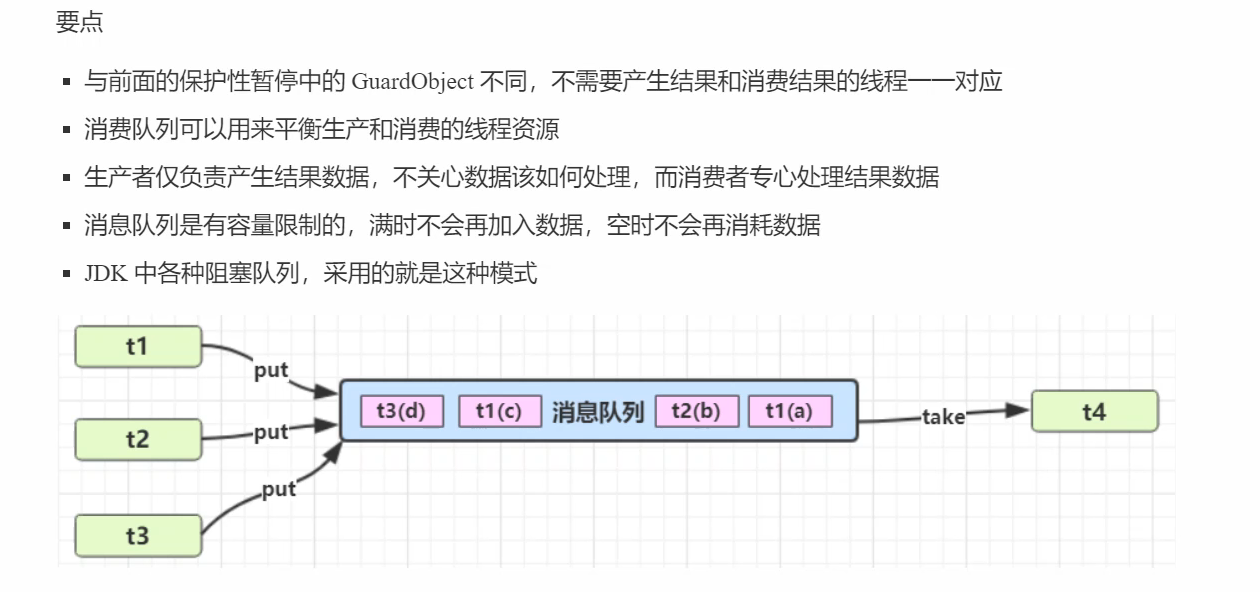 要点
与前面的保护性暂停中的 GuardObject 不同，不需要产生结果和消费结果的线程一一对应
消费队列可以用来平衡生产和消费的线程资源
生产者仅负责产生结果数据，不关心数据该如何处理，而消费者专心处理结果数据
消息队列是有容量限制的，满时不会再加入数据，空时不会再消耗数据
JDK 中各种阻塞队列，采用的就是这种模式
t1
put
t2
put
t3
put
t3(d) t1(c) 消息队列 t2(b) t1(a)
take
t4